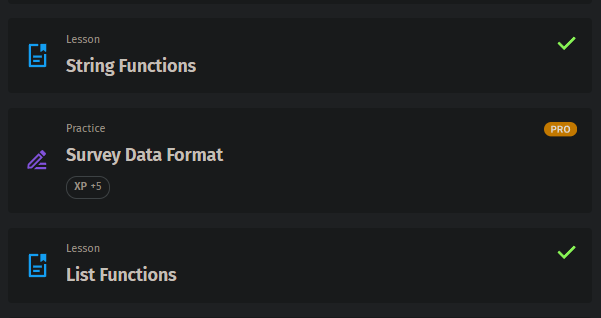 Lesson
String Functions
Practice
PRO
Survey Data Format
XP +5
Lesson
List Functions